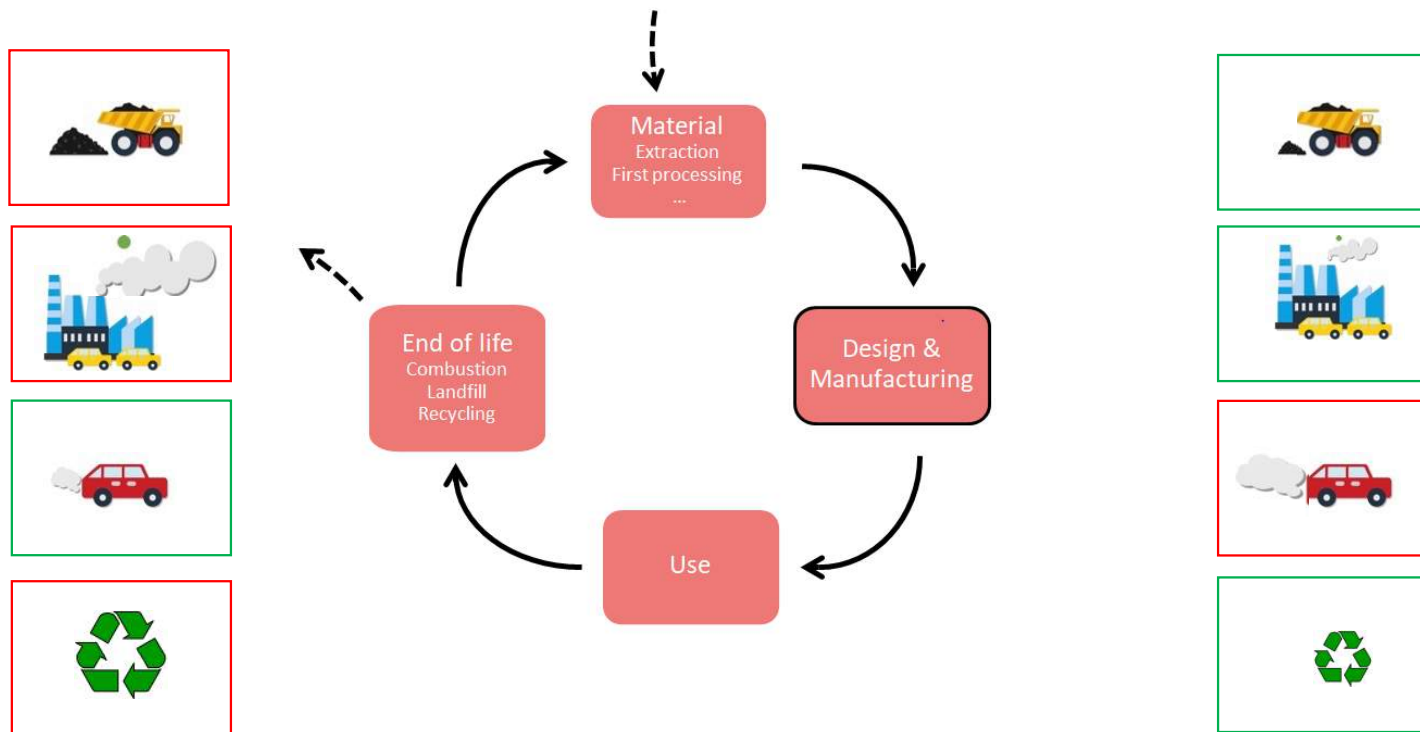 Material
Extraction
First processing
...
End of life
Combustion
Landfill
Recycling
Design &
Manufacturing
Use